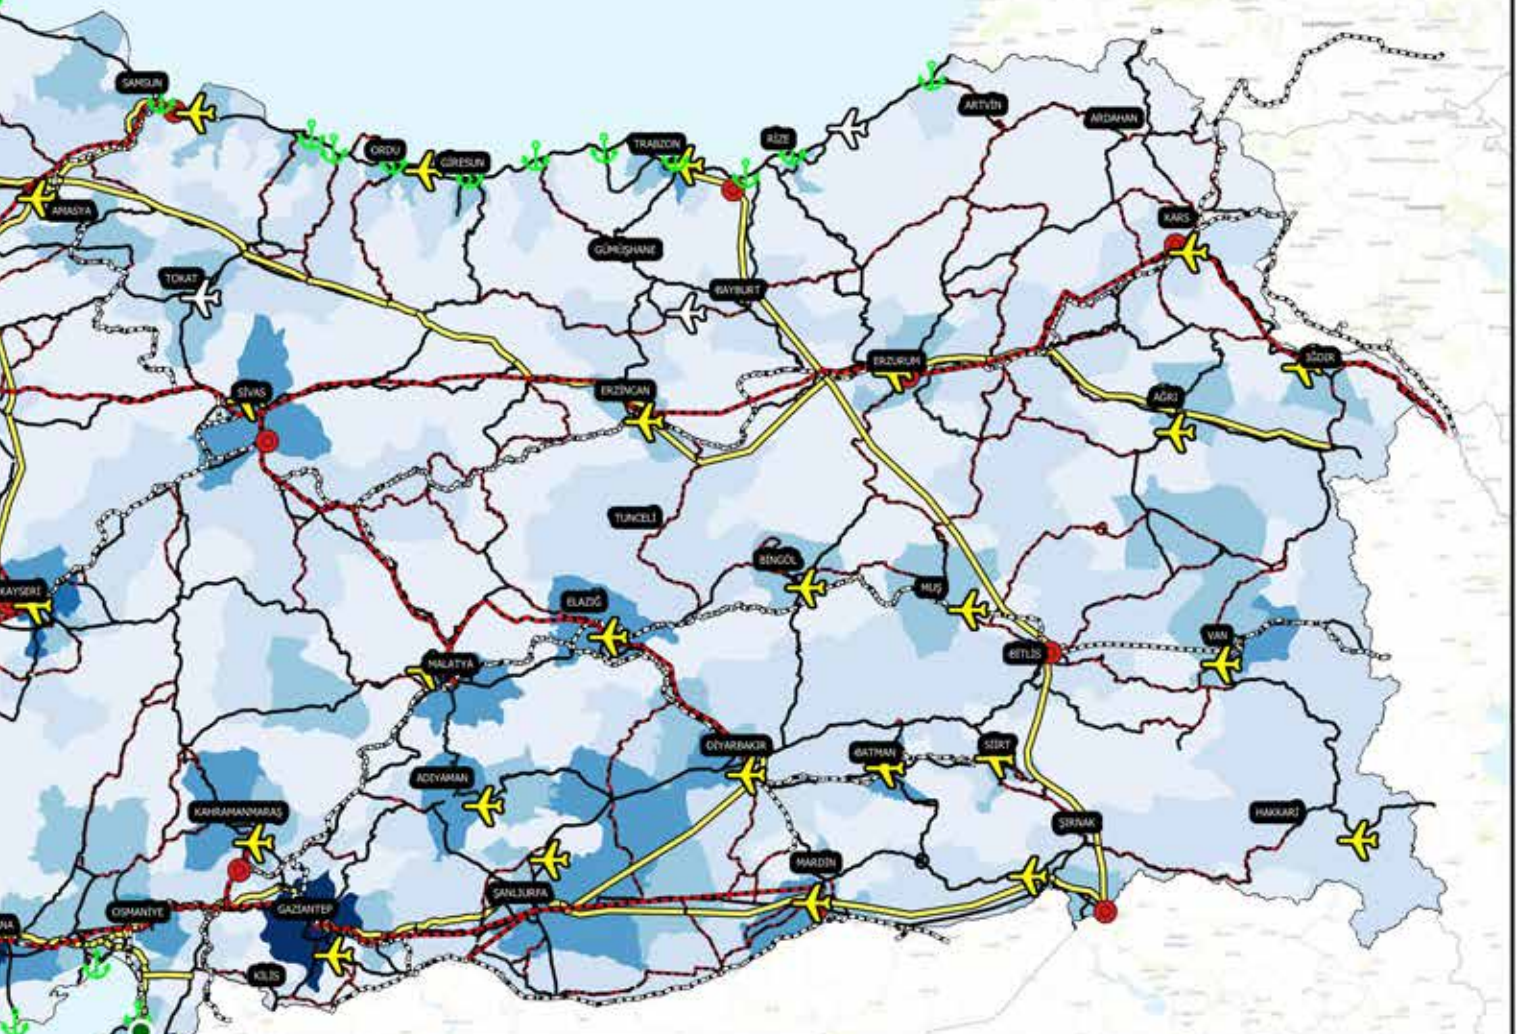 SAMSUN
ORDU
GİRESUN
TRABZON
RİZE
ARTVİN
ARDAHAN
AMASYA
GÜMÜŞHANE
KARS
TOKAT
BAYBURT
SİVAS
ERZİNCAN
ERZURUM
AĞRI
IĞDIR
TUNCELİ
BİNGÖL
MUŞ
KAYSERİ
ELAZIĞ
MALATYA
BİTLİS
VAN
DİYARBAKIR
BATMAN
SİİRT
ADIYAMAN
KAHRAMANMARAŞ
ŞIRNAK
HAKKARİ
MARDİN
ŞANLIURFA
OSMANİYE
GAZİANTEP
NA
KİLİS